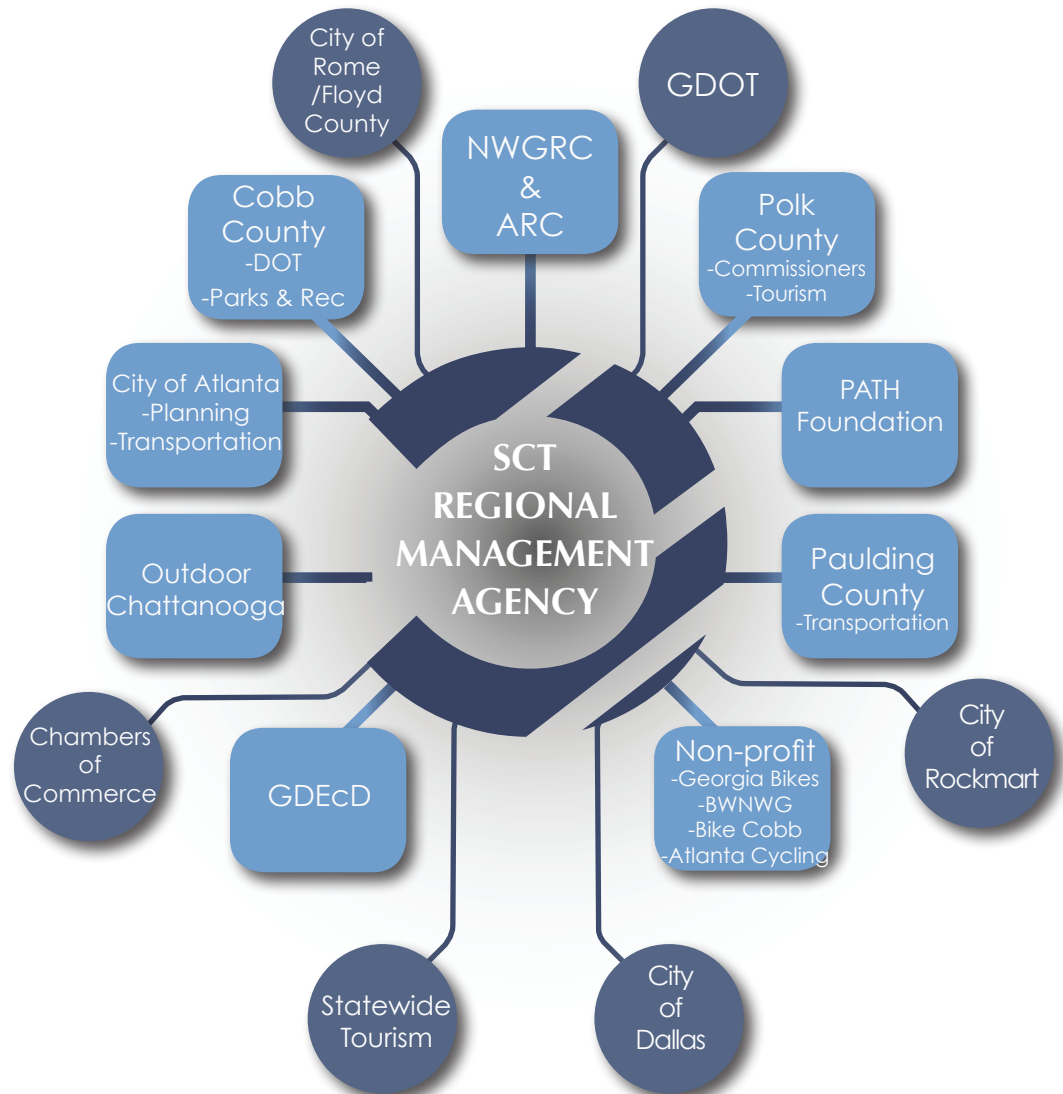 City of
Rome
/Floyd
County
GDOT
NWGRC
&
ARC
Cobb
County
-DOT
-Parks & Rec
Polk
County
-Commissioners
-Tourism
City of Atlanta
-Planning
-Transportation
PATH
Foundation
SCT
REGIONAL
MANAGEMENT
AGENCY
Outdoor
Chattanooga
Paulding
County
-Transportation
Chambers
of
Commerce
GDEcD
Non-profit
-Georgia Bikes
-BWNWG
-Bike Cobb
-Atlanta Cycling
City
of
Rockmart
Statewide
Tourism
City
of
Dallas